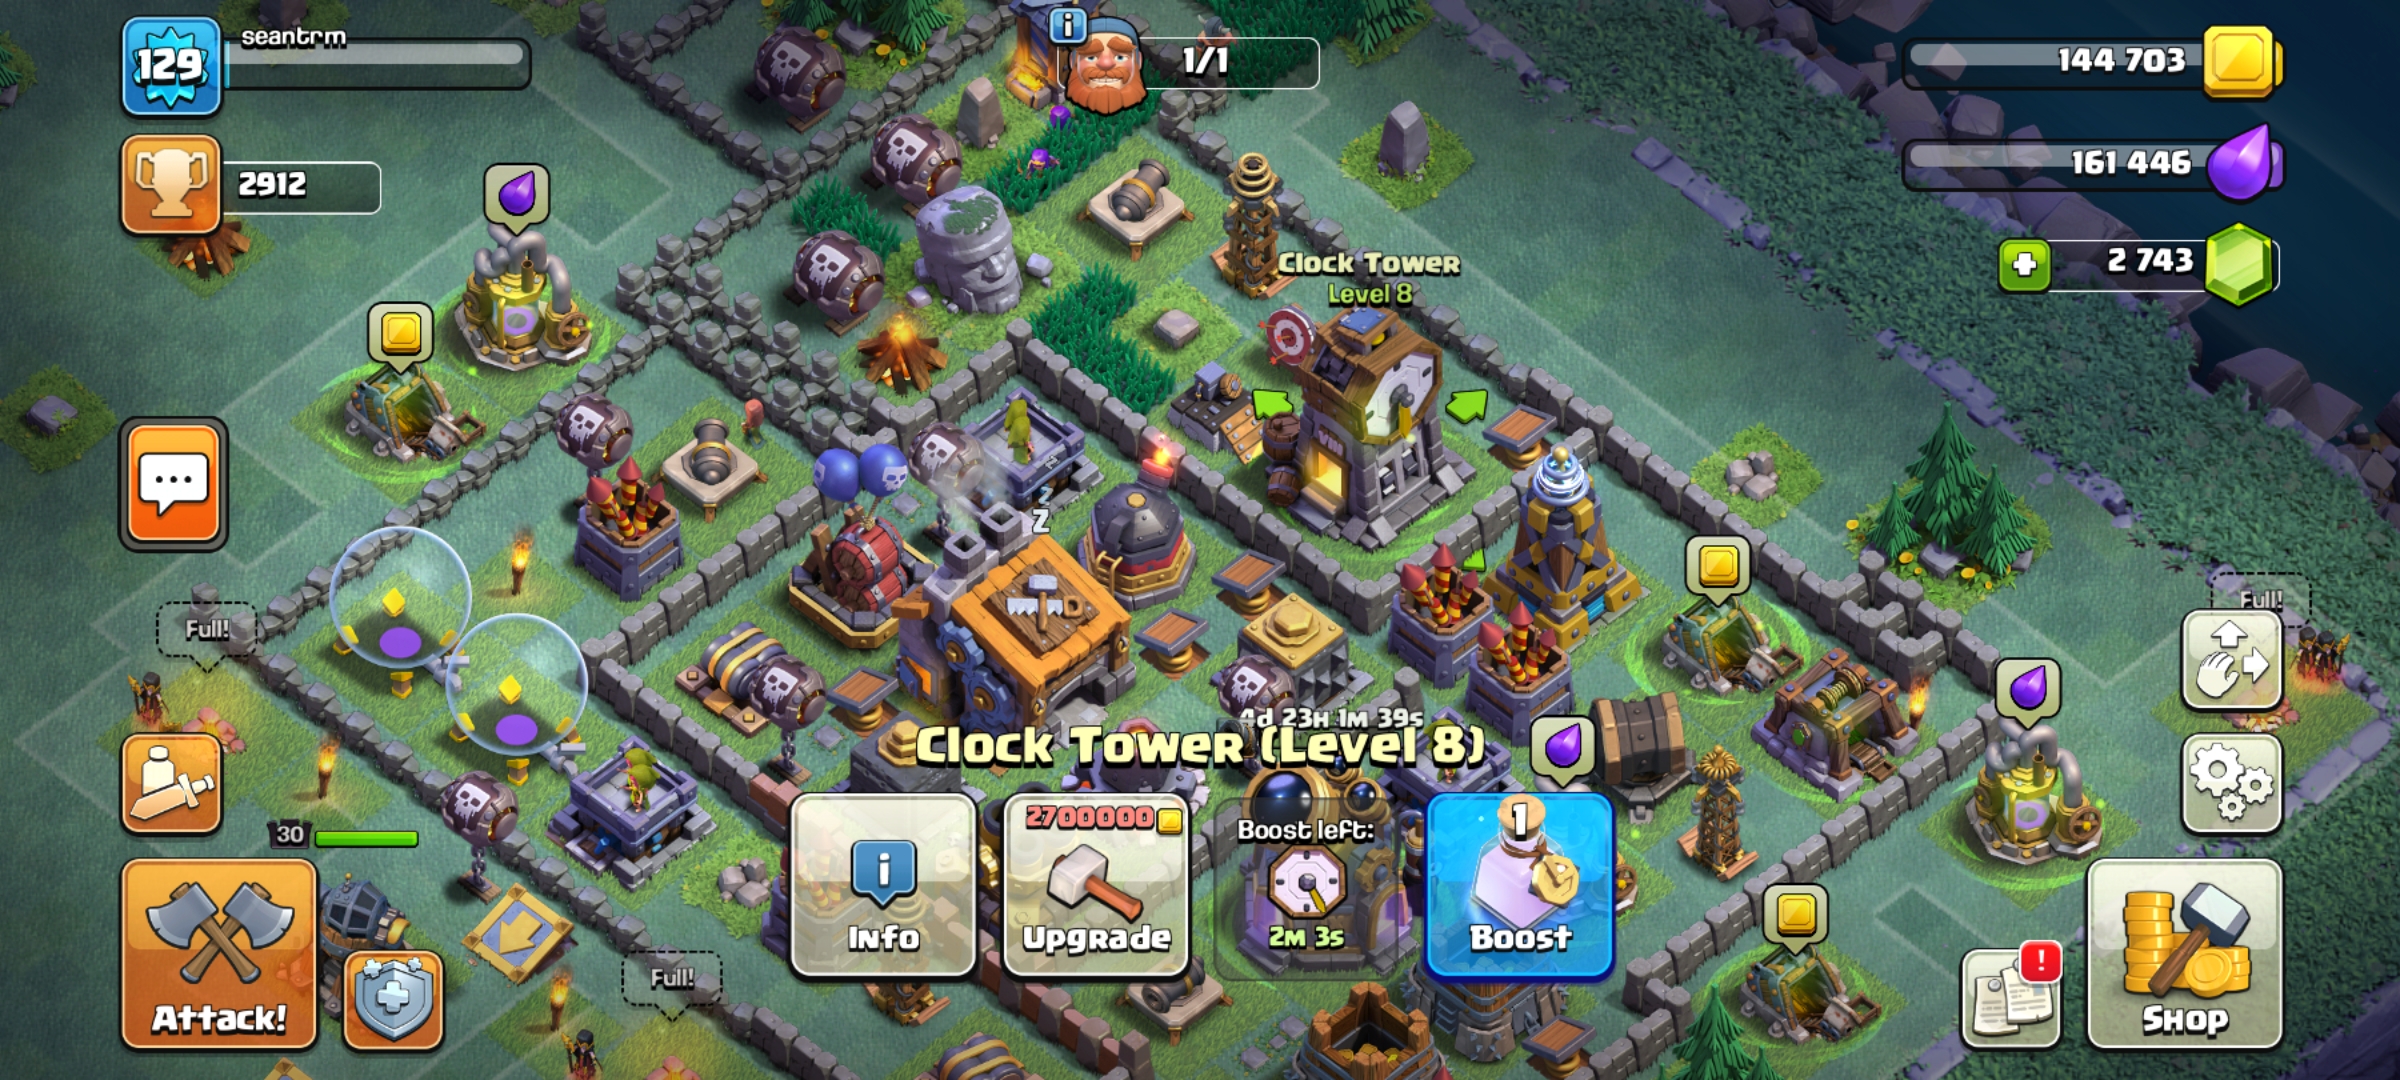 129
seantrm
i
1/1
144 703
2912
161 446
2 743
Clock Tower
Level 8
z
Z
Full!
Full!
4d 23H 1m 39s
Clock Tower (Level 8)
2700000
Boost left:
1
30
i
Info
Upgrade
2m 3s
Boost
!
Full!
Attack!
Shop